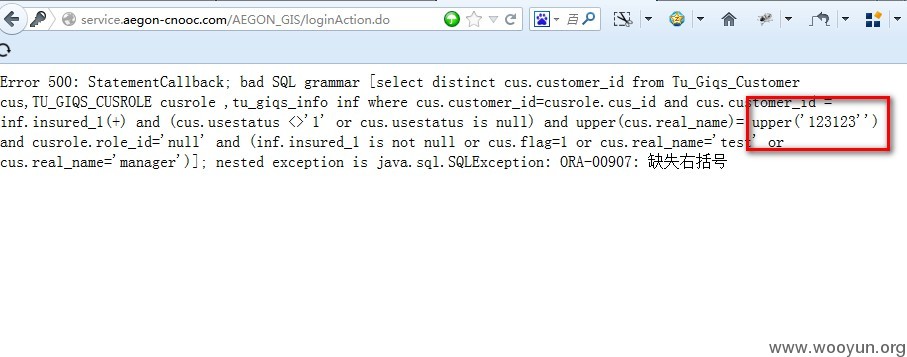 service.aegon-cnooc.com/AEGON_GIS/loginAction.do
百
Error 500: StatementCallback; bad SQL grammar [select distinct cus.customer_id from Tu_Giqs_Customer
cus,TU_GIQS_CUSROLE cusrole ,tu_giqs_info inf where cus.customer_id=cusrole.cus_id and cus.customer_id =
inf.insured_1(+) and (cus.usestatus <>'1' or cus.usestatus is null) and upper(cus.real_name)= upper('123123'')
and cusrole.role_id='null' and (inf.insured_1 is not null or cus.flag=1 or cus.real_name='test' or
cus.real_name='manager')]; nested exception is java.sql.SQLException: ORA-00907: 缺失右括号
www.wooyun.org